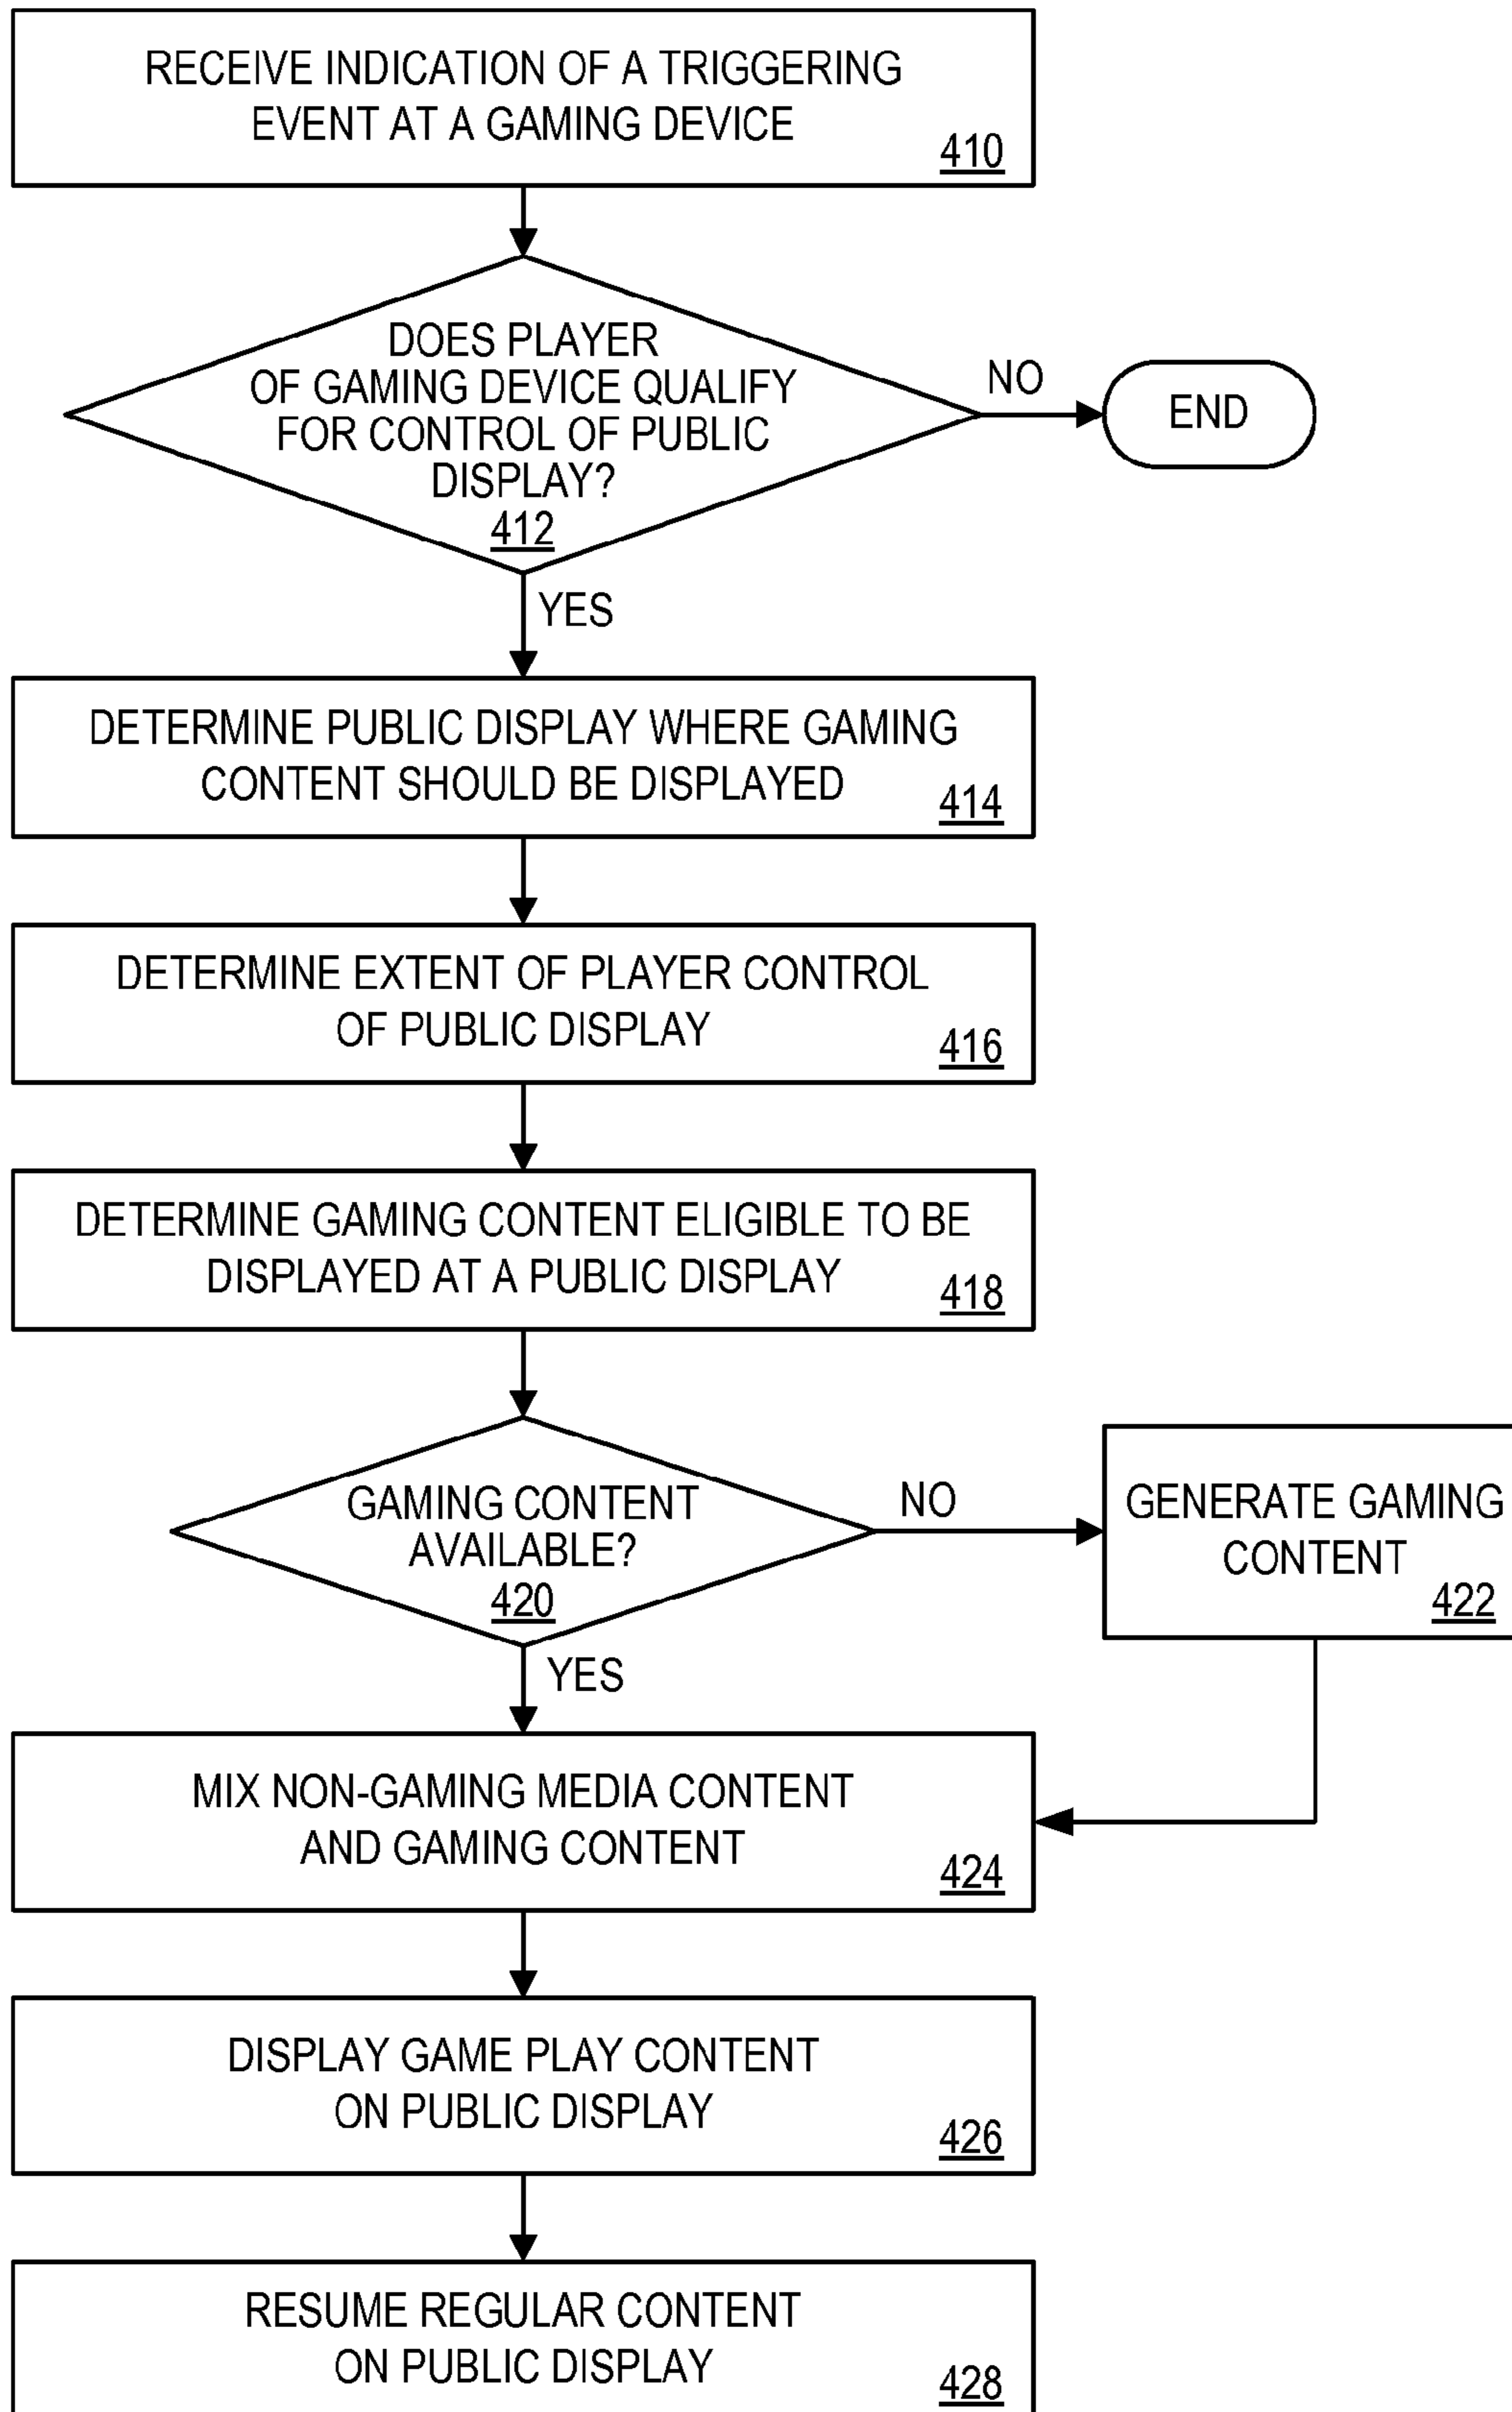 RECEIVE INDICATION OF A TRIGGERING
EVENT AT A GAMING DEVICE
410
DOES PLAYER
OF GAMING DEVICE QUALIFY
FOR CONTROL OF PUBLIC
DISPLAY?
412
NO
END
YES
DETERMINE PUBLIC DISPLAY WHERE GAMING
CONTENT SHOULD BE DISPLAYED
414
DETERMINE EXTENT OF PLAYER CONTROL
OF PUBLIC DISPLAY
416
DETERMINE GAMING CONTENT ELIGIBLE TO BE
DISPLAYED AT A PUBLIC DISPLAY
418
GAMING CONTENT
AVAILABLE?
420
NO
GENERATE GAMING
CONTENT
422
YES
MIX NON-GAMING MEDIA CONTENT
AND GAMING CONTENT
424
DISPLAY GAME PLAY CONTENT
ON PUBLIC DISPLAY
426
RESUME REGULAR CONTENT
ON PUBLIC DISPLAY
428